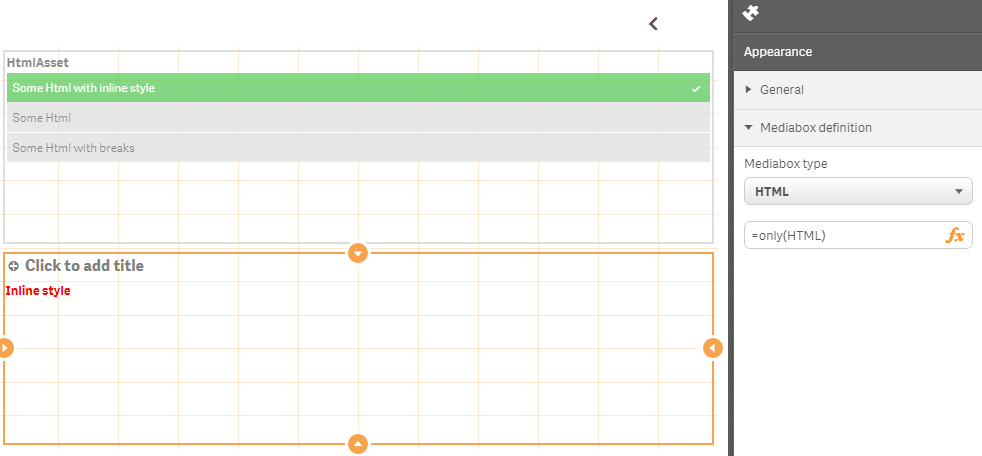 HtmlAsset
Some Html with inline style
Some Html
Some Html with breaks
Click to add title
Inline style
Appearance
General
Mediabox definition
Mediabox type
HTML
=only(HTML)
fx